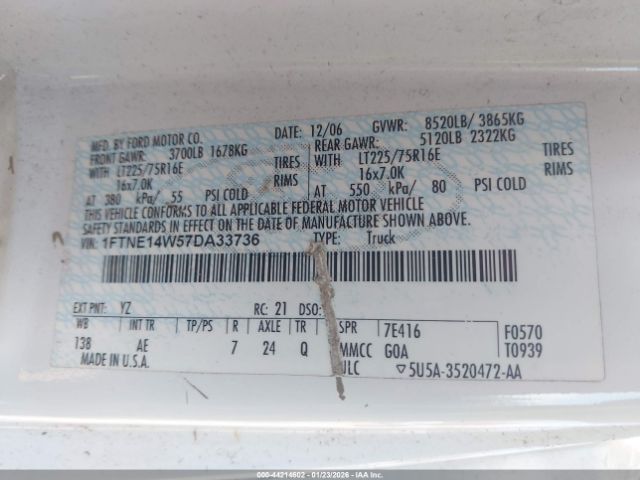 MFD. BY FORD MOTOR CO.
DATE: 12/06 GVWR: 8520LB/ 3865KG
FRONT GAWR: 3700LB 1678KG
REAR GAWR: 5120LB 2322KG
WITH LT225/75R16E TIRES
WITH LT225/75R16E TIRES
16x7.0K RIMS
16x7.0K RIMS
AT 380 kPa/ 55 PSI COLD
AT 550 kPa/ 80 PSI COLD
THIS VEHICLE CONFORMS TO ALL APPLICABLE FEDERAL MOTOR VEHICLE
SAFETY STANDARDS IN EFFECT ON THE DATE OF MANUFACTURE SHOWN ABOVE.
VIN: 1FTNE14W57DA33736
TYPE: Truck
EXT PNT: YZ RC: 21 DSO:
WB INT TR TP/PS R AXLE TR SPR 7E416 F0570
138 AE 7 24 Q MMCC GOA T0939
MADE IN U.S.A. ULC ▽5U5A-3520472-AA
000-44214602 - 01/23/2026 - COPYRIGHT IAA, LLC